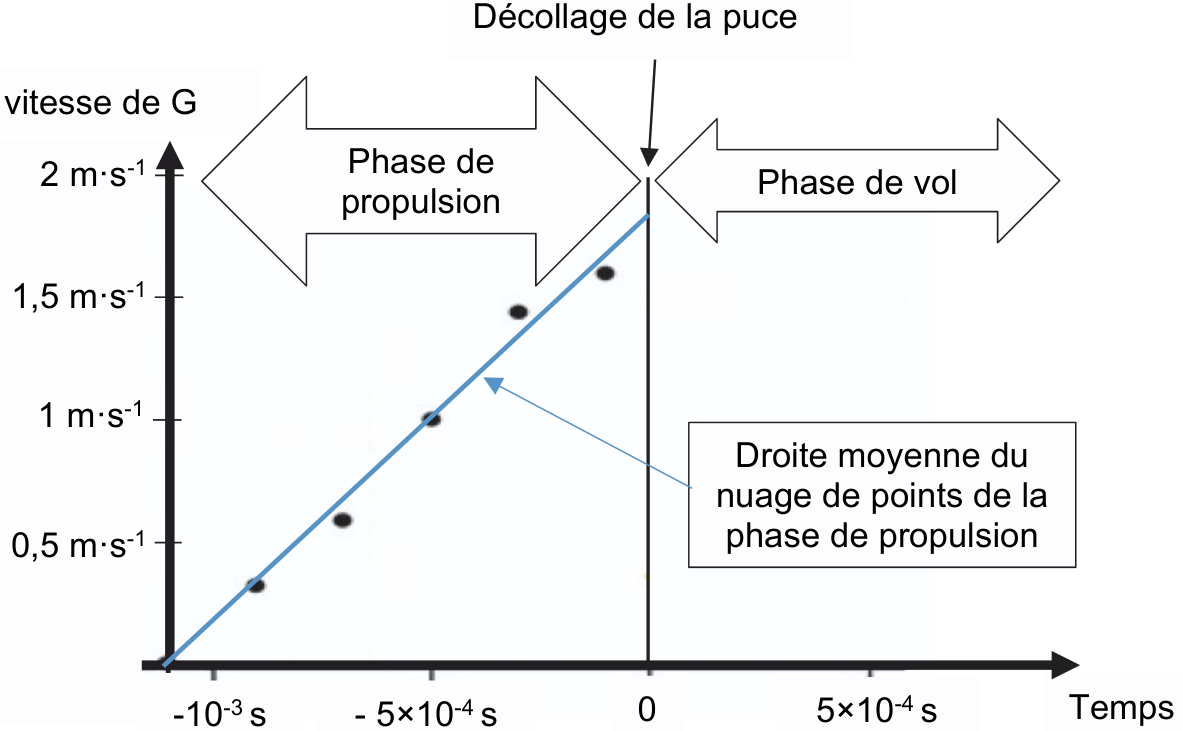 Décollage de la puce
vitesse de G
Phase de
propulsion
Phase de vol
2 m·s⁻¹
1,5 m·s⁻¹
1 m·s⁻¹
0,5 m·s⁻¹
Droite moyenne du
nuage de points de la
phase de propulsion
-10⁻³ s
- 5×10⁻⁴ s
0
5×10⁻⁴ s
Temps